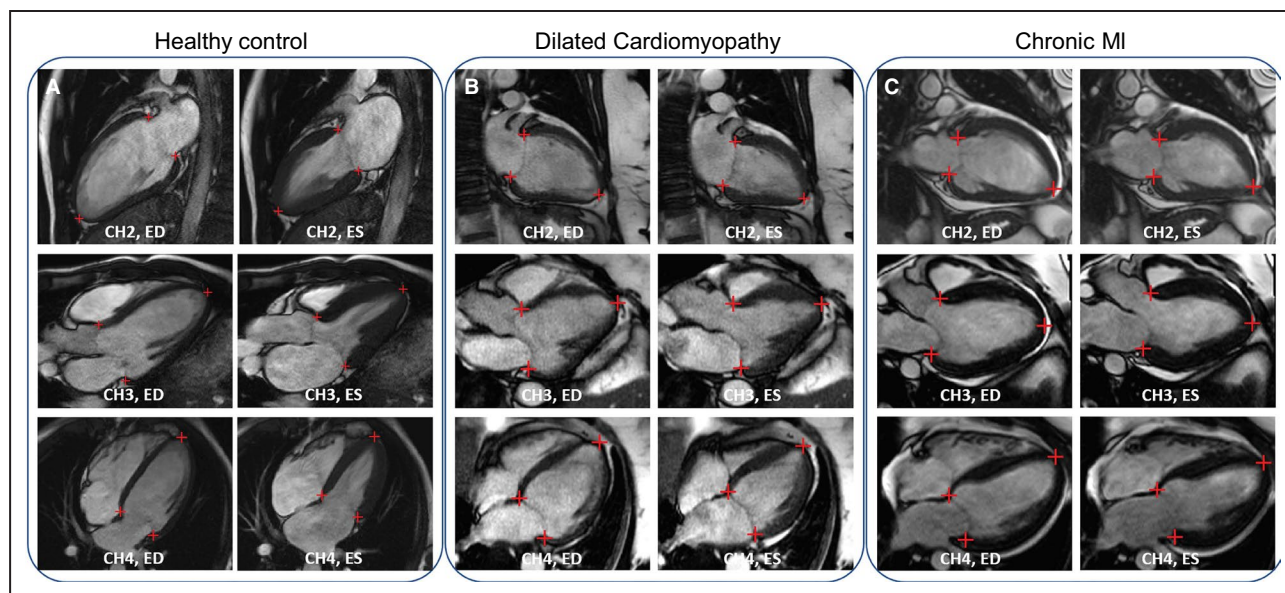 Healthy control
Dilated Cardiomyopathy
Chronic MI
A
B
C
CH2, ED
CH2, ES
CH2, ED
CH2, ES
CH2, ED
CH2, ES
CH3, ED
CH3, ES
CH3, ED
CH3, ES
CH3, ED
CH3, ES
CH4, ED
CH4, ES
CH4, ED
CH4, ES
CH4, ED
CH4, ES